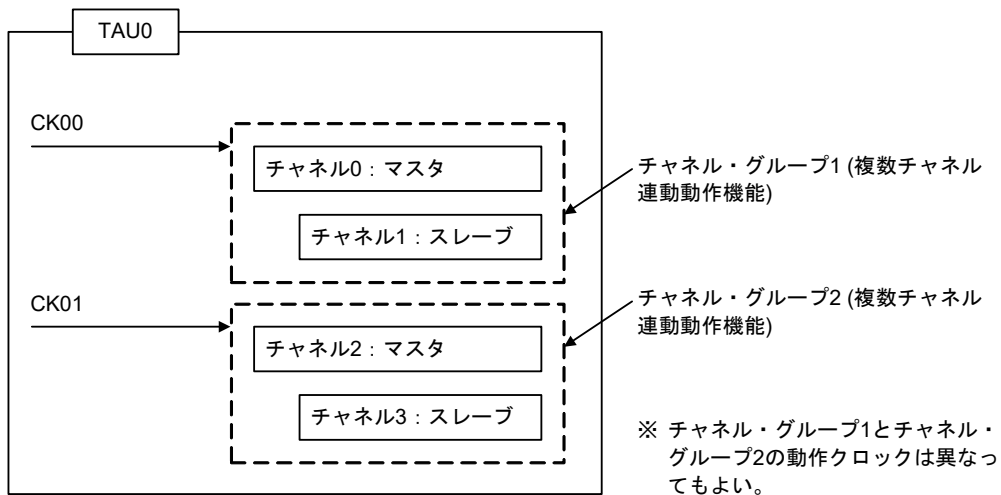 TAU0
CK00
チャネル0：マスタ
チャネル1：スレーブ
チャネル・グループ1 (複数チャネル
連動動作機能)
CK01
チャネル2：マスタ
チャネル3：スレーブ
チャネル・グループ2 (複数チャネル
連動動作機能)
※ チャネル・グループ1とチャネル・
グループ2の動作クロックは異なっ
てもよい。